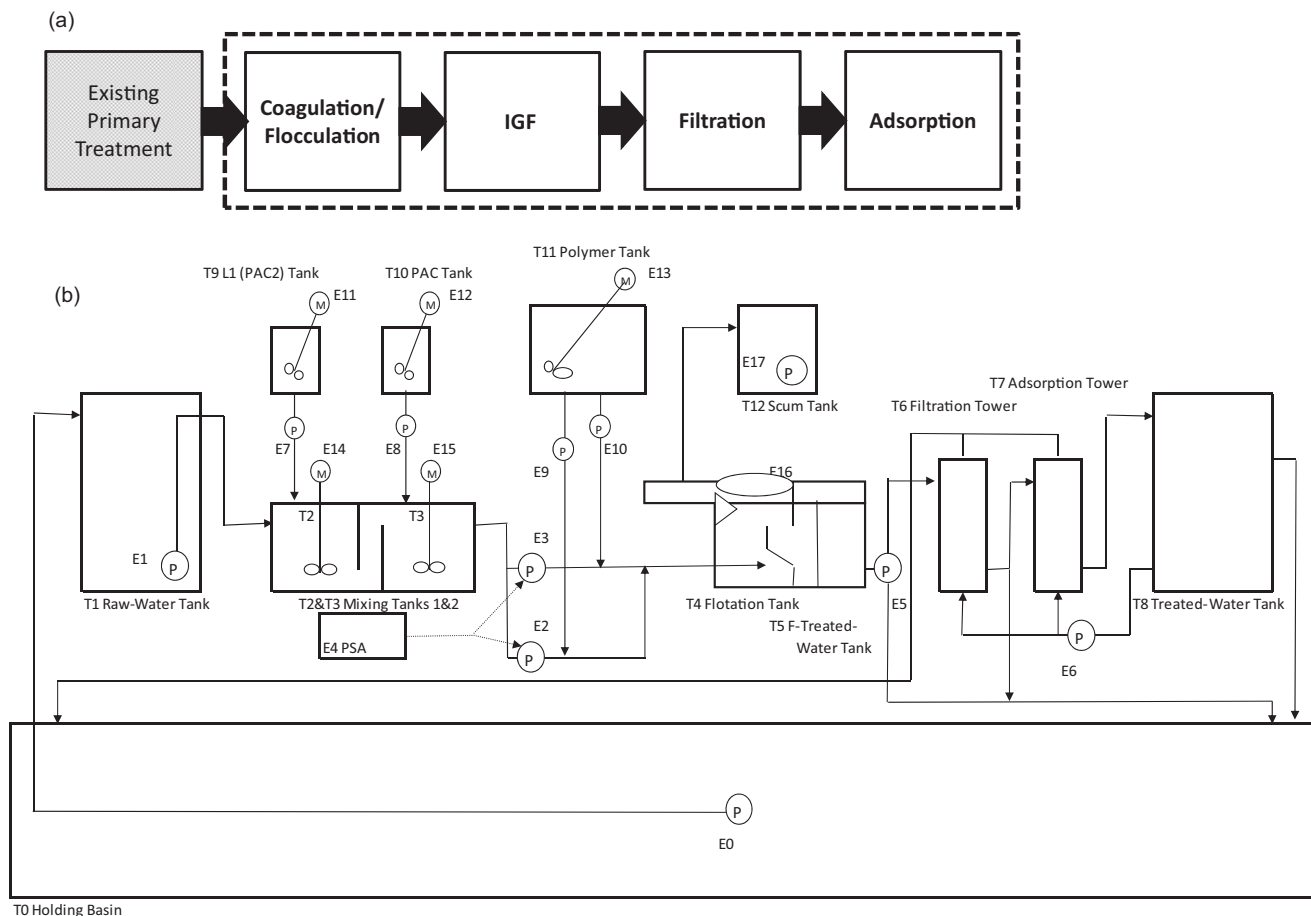 (a)
Existing
Primary
Treatment
Coagulation/
Flocculation
IGF
Filtration
Adsorption
(b)
T9 L1 (PAC2) Tank
T10 PAC Tank
T11 Polymer Tank
M
E11
M
E12
M
E13
E17
P
T12 Scum Tank
T7 Adsorption Tower
T6 Filtration Tower
P
E7
P
E8
P
E9
P
E10
M
E14
M
E15
E16
T2
T3
E1
P
E3
P
P
E5
T1 Raw-Water Tank
T2&T3 Mixing Tanks 1&2
T4 Flotation Tank
T5 F-Treated-
Water Tank
T8 Treated-Water Tank
E4 PSA
E2
P
P
E6
P
E0
T0 Holding Basin